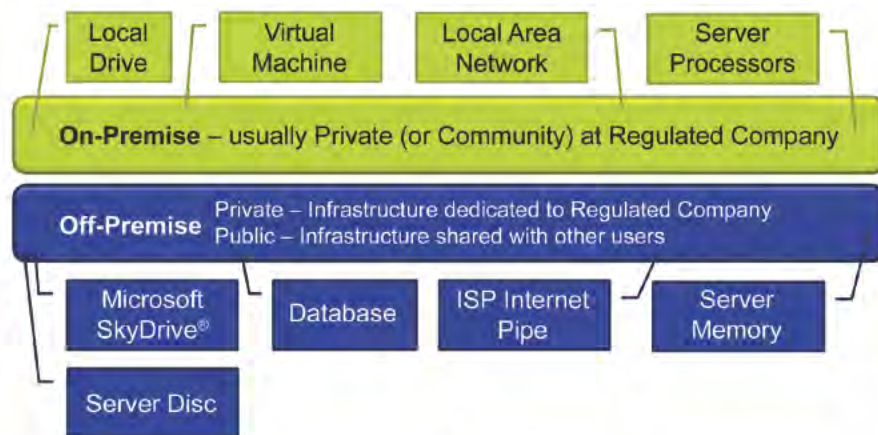 Local
Drive
Virtual
Machine
Local Area
Network
Server
Processors
On-Premise – usually Private (or Community) at Regulated Company
Off-Premise
Private – Infrastructure dedicated to Regulated Company
Public – Infrastructure shared with other users
Microsoft
SkyDrive®
Database
ISP Internet
Pipe
Server
Memory
Server Disc